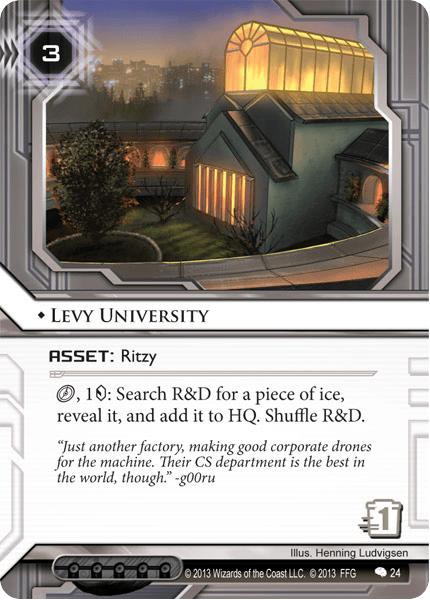 3
◆ LEVY UNIVERSITY
ASSET: Ritzy
, 1: Search R&D for a piece of ice,
reveal it, and add it to HQ. Shuffle R&D.
“Just another factory, making good corporate drones
for the machine. Their CS department is the best in
the world, though.” -g00ru
1
Illus. Henning Ludvigsen
© 2013 Wizards of the Coast LLC. © 2013 FFG 24